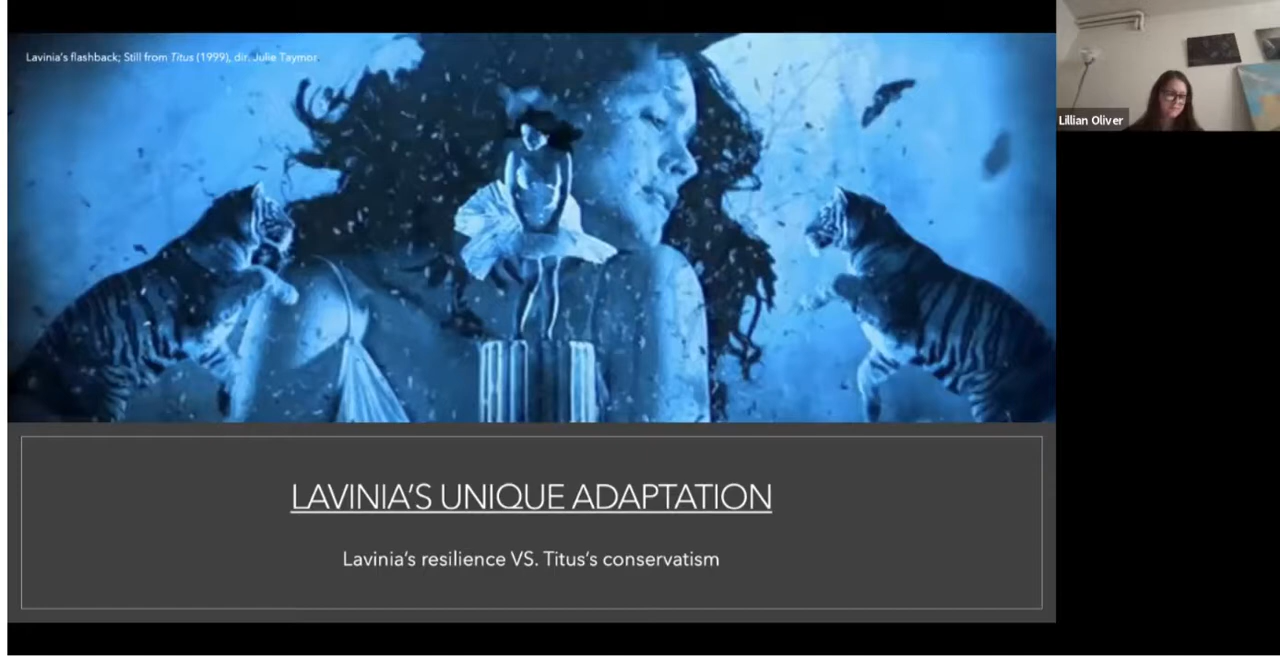 Lavinia's flashback; Still from Titus (1999), dir. Julie Taymor.
Lillian Oliver
LAVINIA'S UNIQUE ADAPTATION
Lavinia's resilience VS. Titus's conservatism